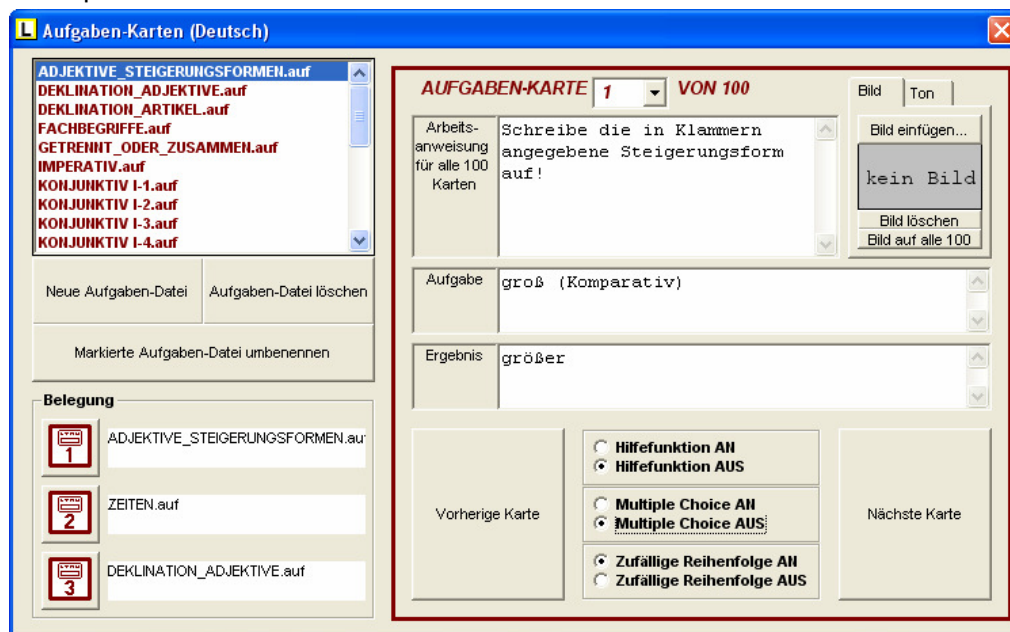 L Aufgaben-Karten (Deutsch)
ADJEKTIVE_STEIGERUNGSFORMEN.auf
DEKLINATION_ADJEKTIVE.auf
DEKLINATION_ARTIKEL.auf
FACHBEGRIFFE.auf
GETRENNT_ODER_ZUSAMMEN.auf
IMPERATIV.auf
KONJUNKTIV I-1.auf
KONJUNKTIV I-2.auf
KONJUNKTIV I-3.auf
KONJUNKTIV I-4.auf
Neue Aufgaben-Datei
Aufgaben-Datei löschen
Markierte Aufgaben-Datei umbenennen
Belegung
1
ADJEKTIVE_STEIGERUNGSFORMEN.au
2
ZEITEN.auf
3
DEKLINATION_ADJEKTIVE.auf
AUFGABEN-KARTE 1 VON 100
Arbeits-
anweisung
für alle 100
Karten
Schreibe die in Klammern
angegebene Steigerungsform
auf!
Bild
Ton
Bild einfügen...
kein Bild
Bild löschen
Bild auf alle 100
Aufgabe
groß (Komparativ)
Ergebnis
größer
Vorherige Karte
Hilfefunktion AN
Hilfefunktion AUS
Multiple Choice AN
Multiple Choice AUS
Zufällige Reihenfolge AN
Zufällige Reihenfolge AUS
Nächste Karte